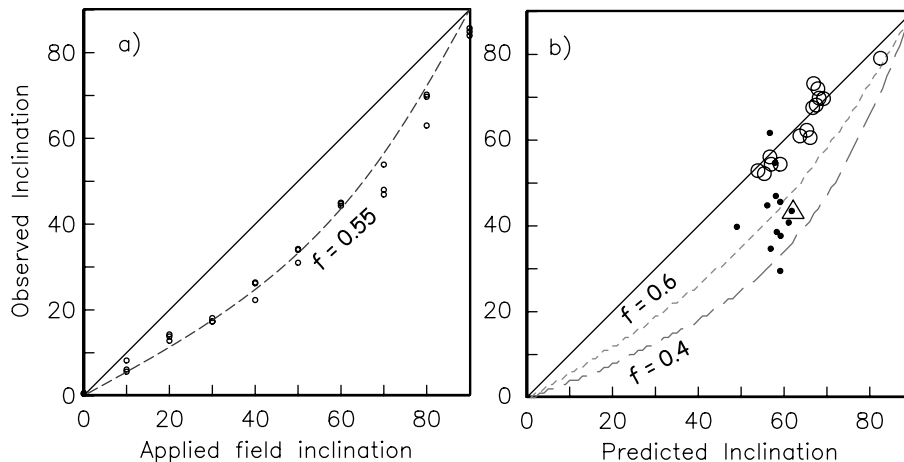 a)
80
60
40
20
0
Observed Inclination
f = 0.55
0
20
40
60
80
Applied field inclination
b)
80
60
40
20
0
f = 0.6
f = 0.4
0
20
40
60
80
Predicted Inclination